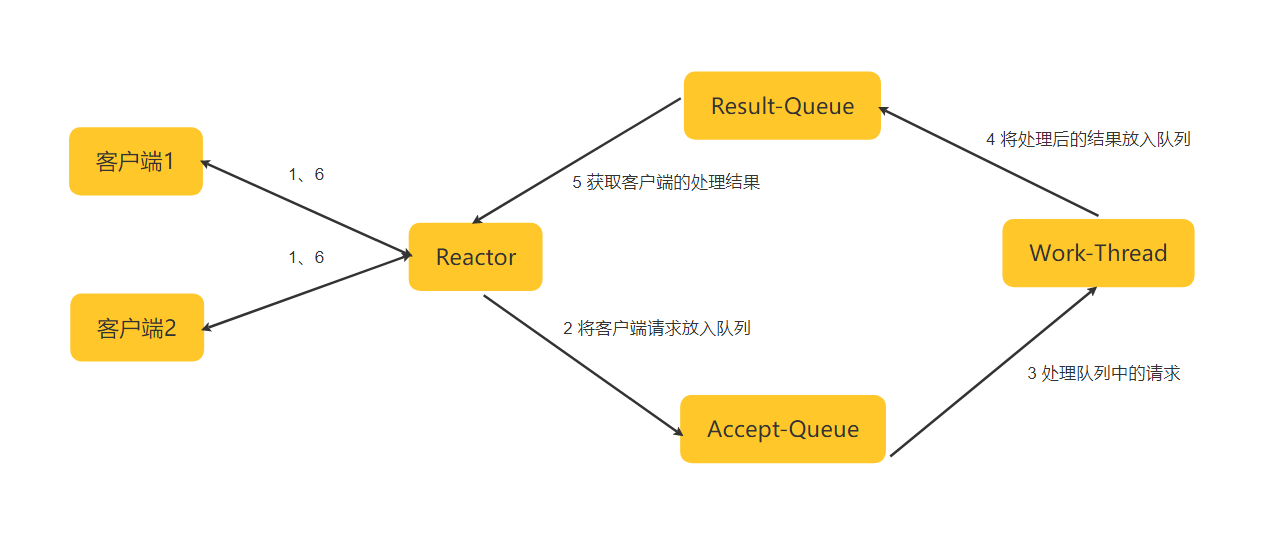 Result-Queue
客户端1
4 将处理后的结果放入队列
1、6
5 获取客户端的处理结果
Reactor
Work-Thread
1、6
客户端2
2 将客户端请求放入队列
3 处理队列中的请求
Accept-Queue